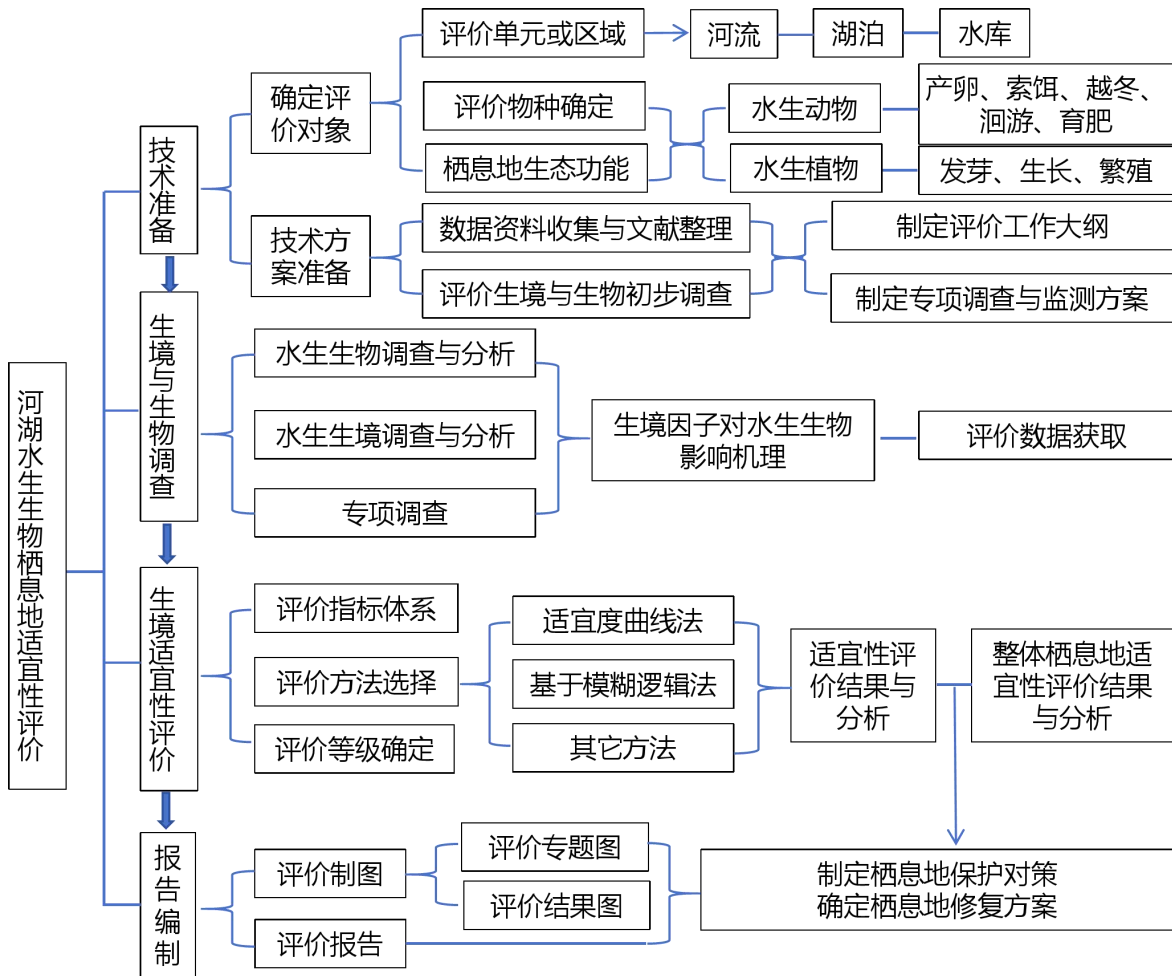 河湖水生生物栖息地适宜性评价
技术准备
确定评
价对象
评价单元或区域
河流
湖泊
水库
评价物种确定
栖息地生态功能
水生动物
产卵、索饵、越冬、
洄游、育肥
水生植物
发芽、生长、繁殖
技术方
案准备
数据资料收集与文献整理
评价生境与生物初步调查
制定评价工作大纲
制定专项调查与监测方案
生境与生物调查
水生生物调查与分析
水生生境调查与分析
专项调查
生境因子对水生生物
影响机理
评价数据获取
生境适宜性评价
评价指标体系
评价方法选择
评价等级确定
适宜度曲线法
基于模糊逻辑法
其它方法
适宜性评
价结果与
分析
整体栖息地适
宜性评价结果
与分析
报告编制
评价制图
评价专题图
评价结果图
评价报告
制定栖息地保护对策
确定栖息地修复方案